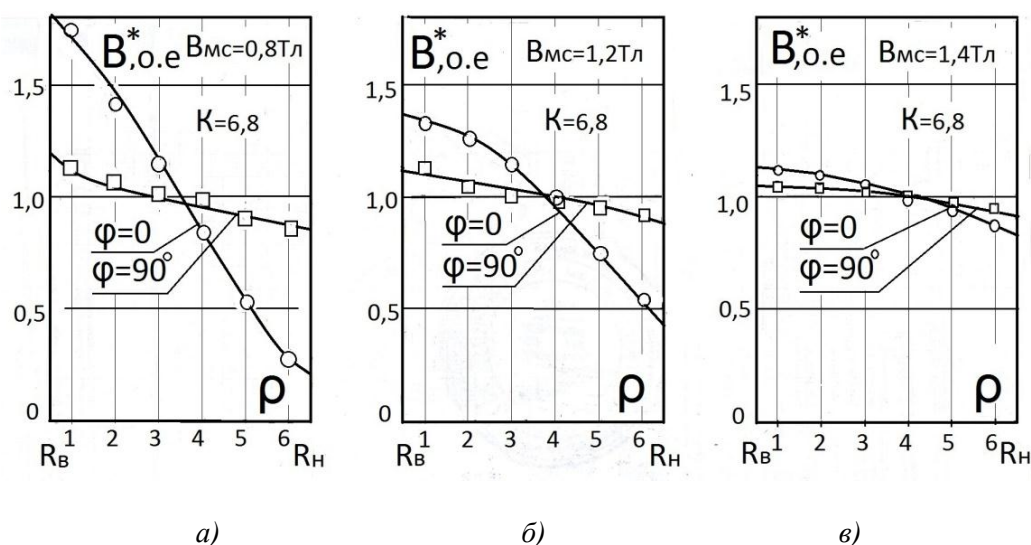 B*,о.е Вмс=0,8Тл
1,5
К=6,8
1,0
φ=0
φ=90°
0,5
ρ
0
1 2 3 4 5 6
Rв Rн
а)
B*,о.е Вмс=1,2Тл
1,5
К=6,8
1,0
φ=0
φ=90°
0,5
ρ
0
1 2 3 4 5 6
Rв Rн
б)
B*,о.е Вмс=1,4Тл
1,5
К=6,8
1,0
φ=0
φ=90°
0,5
ρ
0
1 2 3 4 5 6
Rв Rн
в)